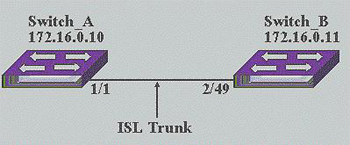 Switch_A
172.16.0.10
Switch_B
172.16.0.11
1/1
2/49
ISL Trunk